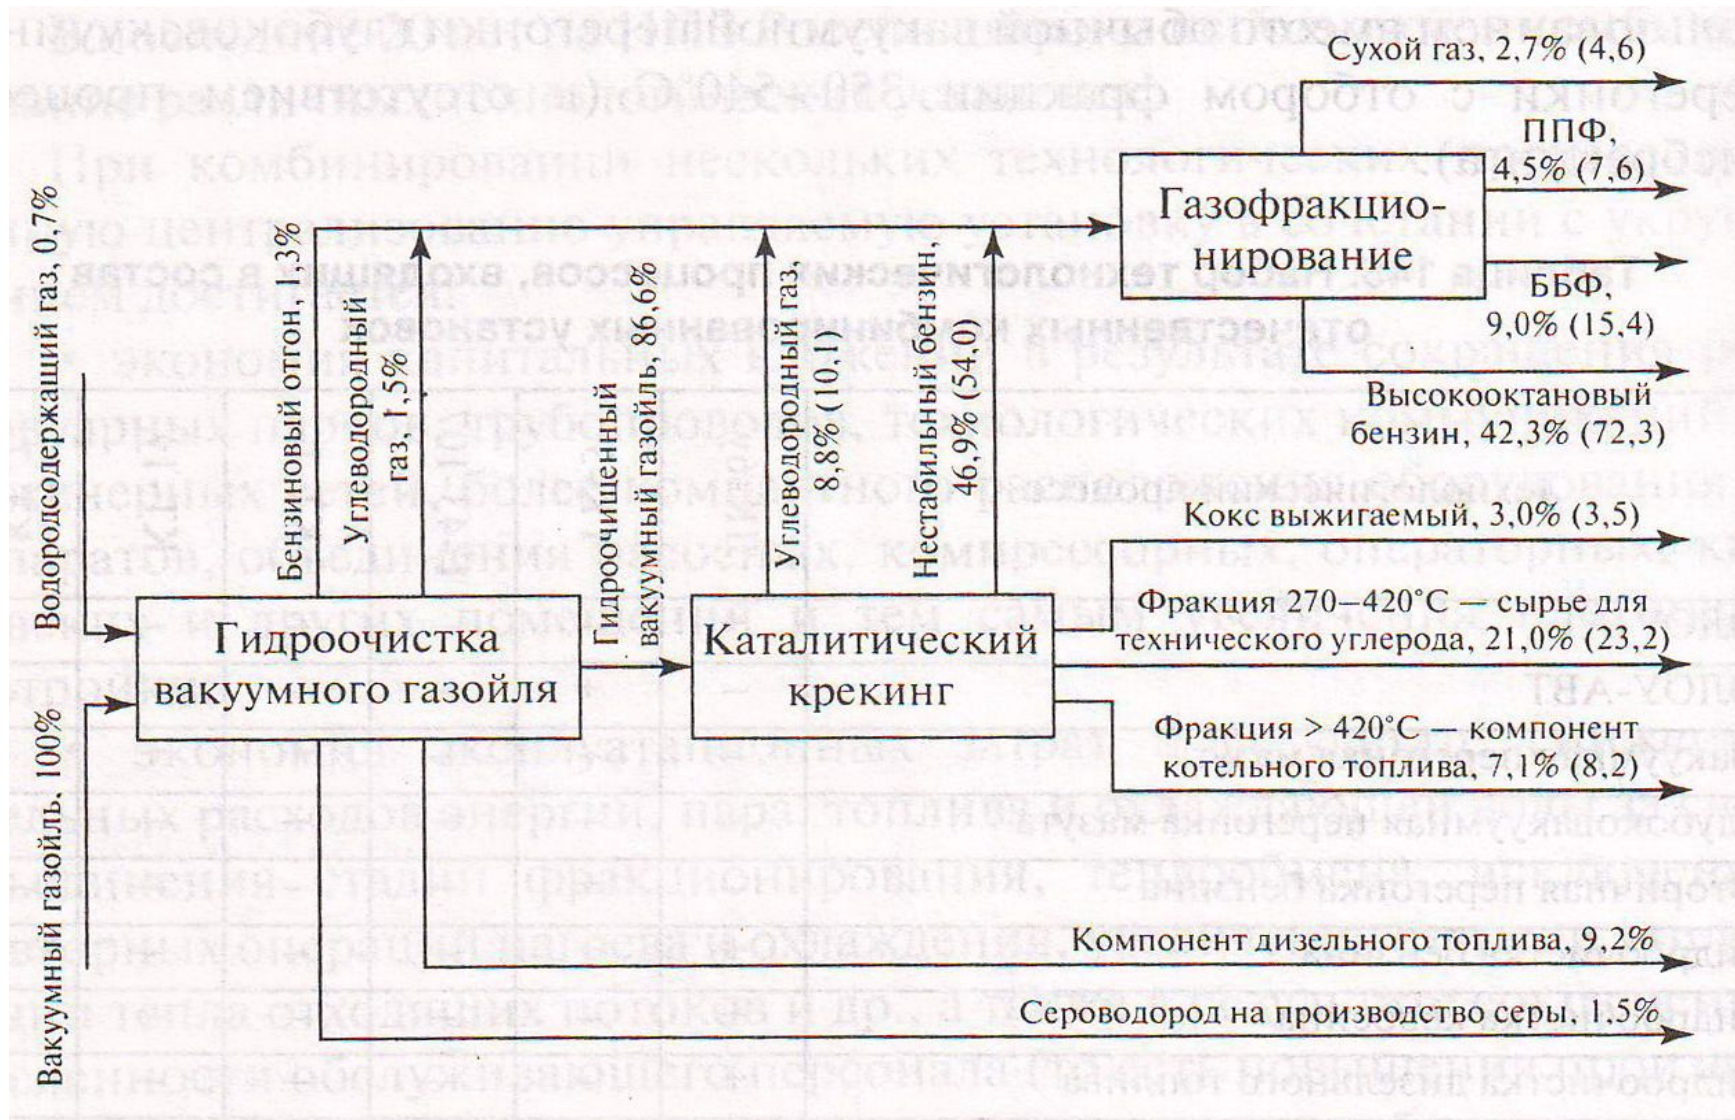 Сухой газ, 2,7% (4,6)
ППФ,
4,5% (7,6)
Газофракцио-
нирование
ББФ,
9,0% (15,4)
Высокооктановый
бензин, 42,3% (72,3)
Водородсодержащий газ, 0,7%
Вакуумный газойль, 100%
Бензиновый отгон, 1,3%
Углеводородный
газ, 1,5%
Гидроочищенный
вакуумный газойль, 86,6%
Углеводородный газ,
8,8% (10,1)
Нестабильный бензин,
46,9% (54,0)
Гидроочистка
вакуумного газойля
Каталитический
крекинг
Кокс выжигаемый, 3,0% (3,5)
Фракция 270–420°С — сырье для
технического углерода, 21,0% (23,2)
Фракция > 420°С — компонент
котельного топлива, 7,1% (8,2)
Компонент дизельного топлива, 9,2%
Сероводород на производство серы, 1,5%